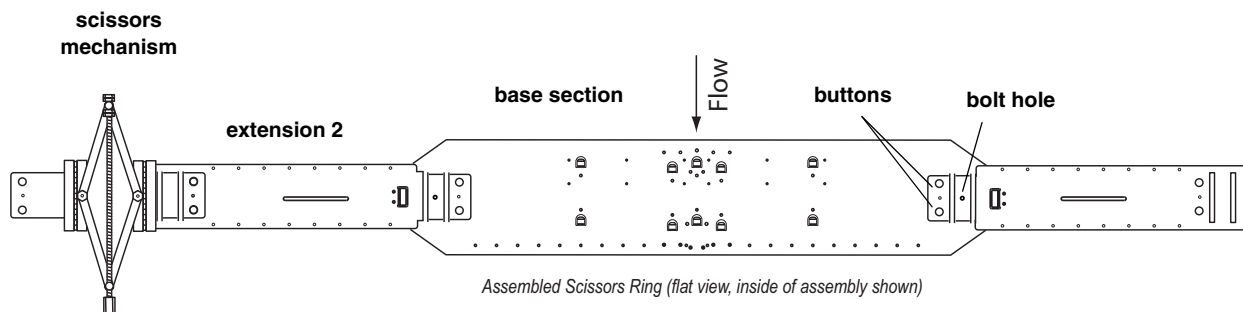 scissors
mechanism
extension 2
base section
Flow
buttons
bolt hole
Assembled Scissors Ring (flat view, inside of assembly shown)